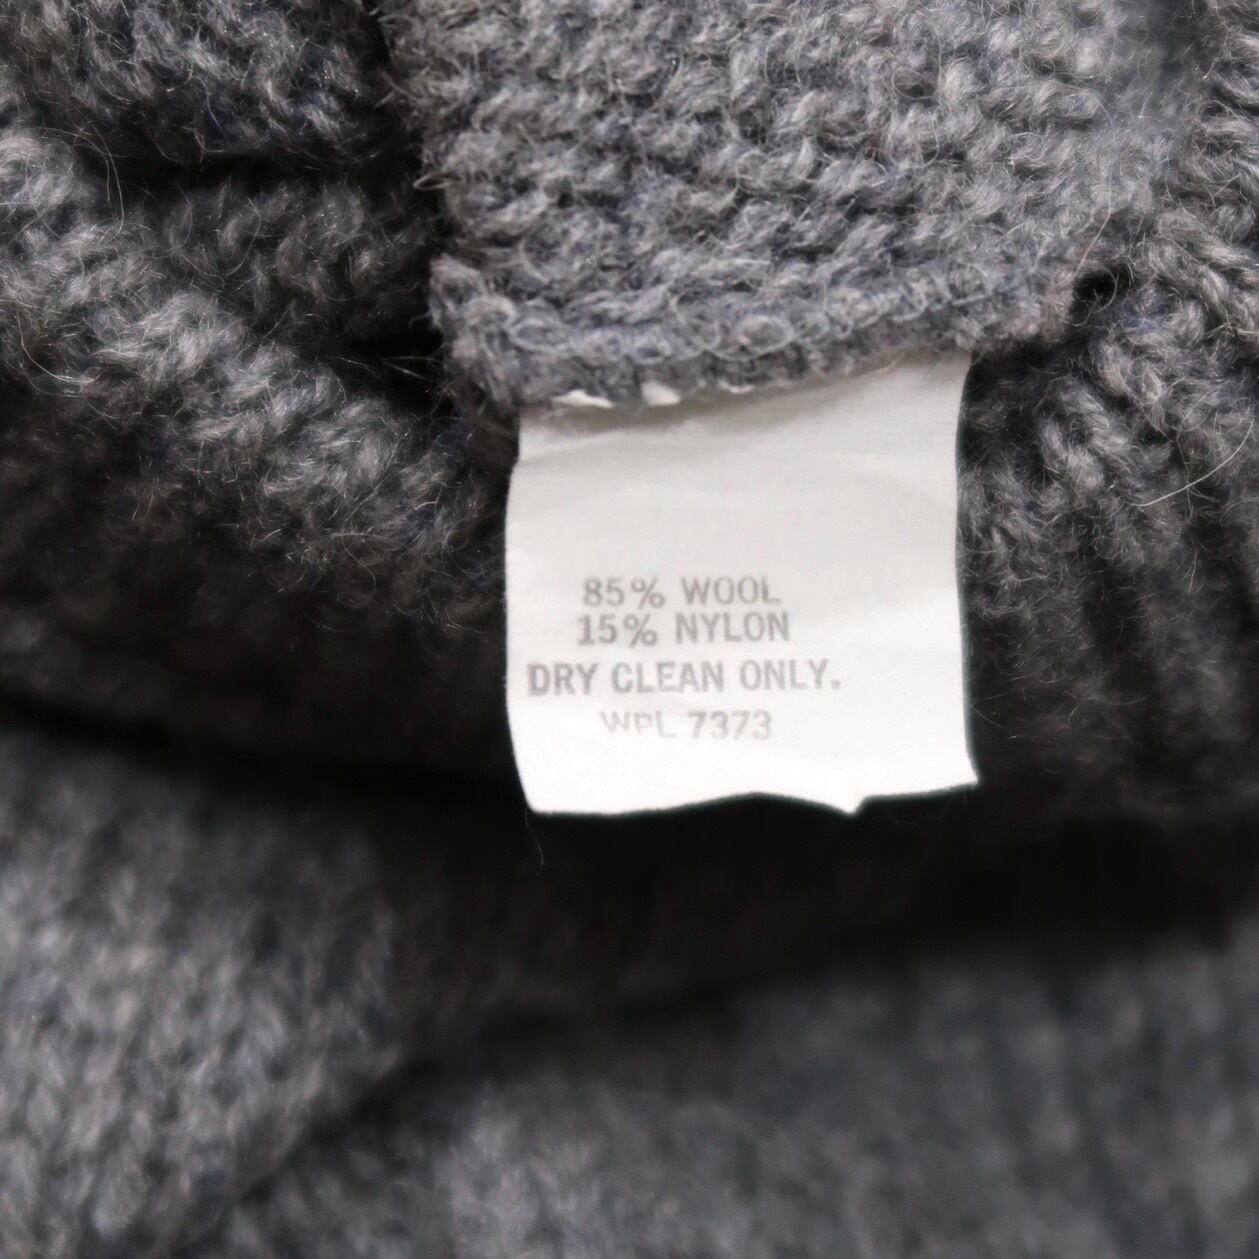 85% WOOL
15% NYLON
DRY CLEAN ONLY.
WPL 7373